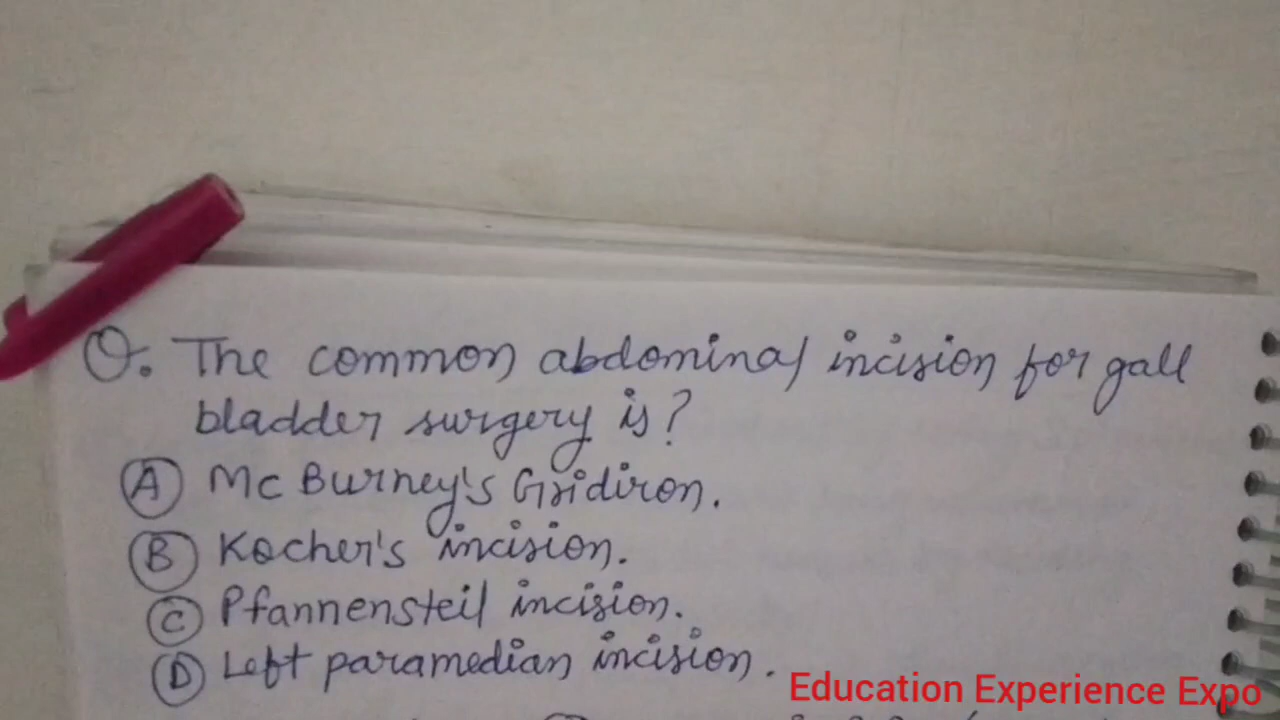 Q. The common abdominal incision for gall
bladder surgery is?
A Mc Burney's Gridiron.
B Kocher's incision.
C Pfannensteil incision.
D Left paramedian incision.
Education Experience Expo